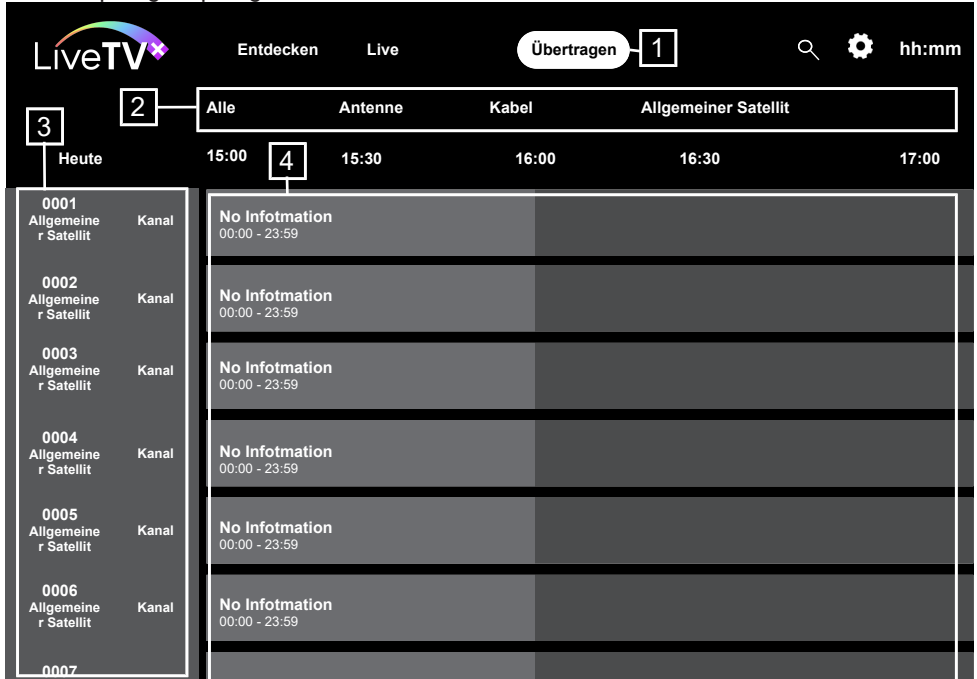 LiveTV×
Entdecken Live Übertragen 1 hh:mm
2 Alle Antenne Kabel Allgemeiner Satellit
3
Heute 15:00 4 15:30 16:00 16:30 17:00
0001
Allgemeine Kanal
r Satellit
No Infotmation
00:00 - 23:59
0002
Allgemeine Kanal
r Satellit
No Infotmation
00:00 - 23:59
0003
Allgemeine Kanal
r Satellit
No Infotmation
00:00 - 23:59
0004
Allgemeine Kanal
r Satellit
No Infotmation
00:00 - 23:59
0005
Allgemeine Kanal
r Satellit
No Infotmation
00:00 - 23:59
0006
Allgemeine Kanal
r Satellit
No Infotmation
00:00 - 23:59
0007